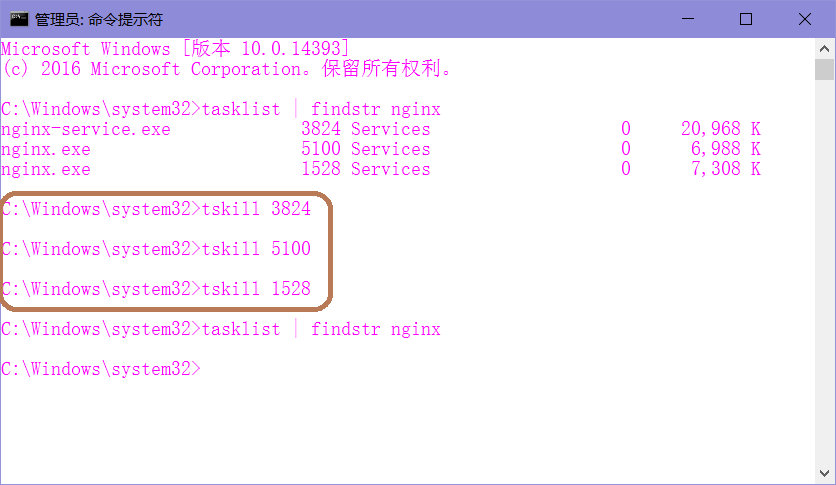 管理员: 命令提示符
Microsoft Windows [版本 10.0.14393]
(c) 2016 Microsoft Corporation。保留所有权利。
C:\Windows\system32>tasklist | findstr nginx
nginx-service.exe 3824 Services 0 20,968 K
nginx.exe 5100 Services 0 6,988 K
nginx.exe 1528 Services 0 7,308 K
C:\Windows\system32>tskill 3824
C:\Windows\system32>tskill 5100
C:\Windows\system32>tskill 1528
C:\Windows\system32>tasklist | findstr nginx
C:\Windows\system32>